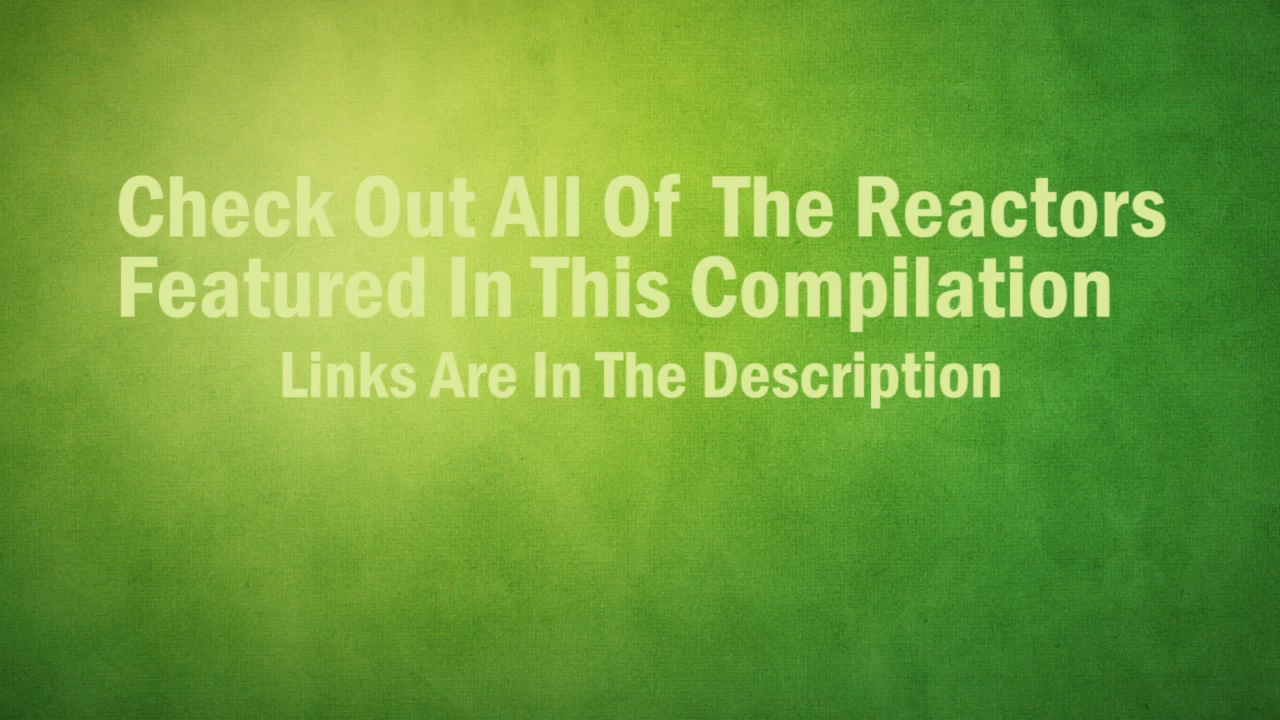 Check Out All Of The Reactors
Featured In This Compilation
Links Are In The Description